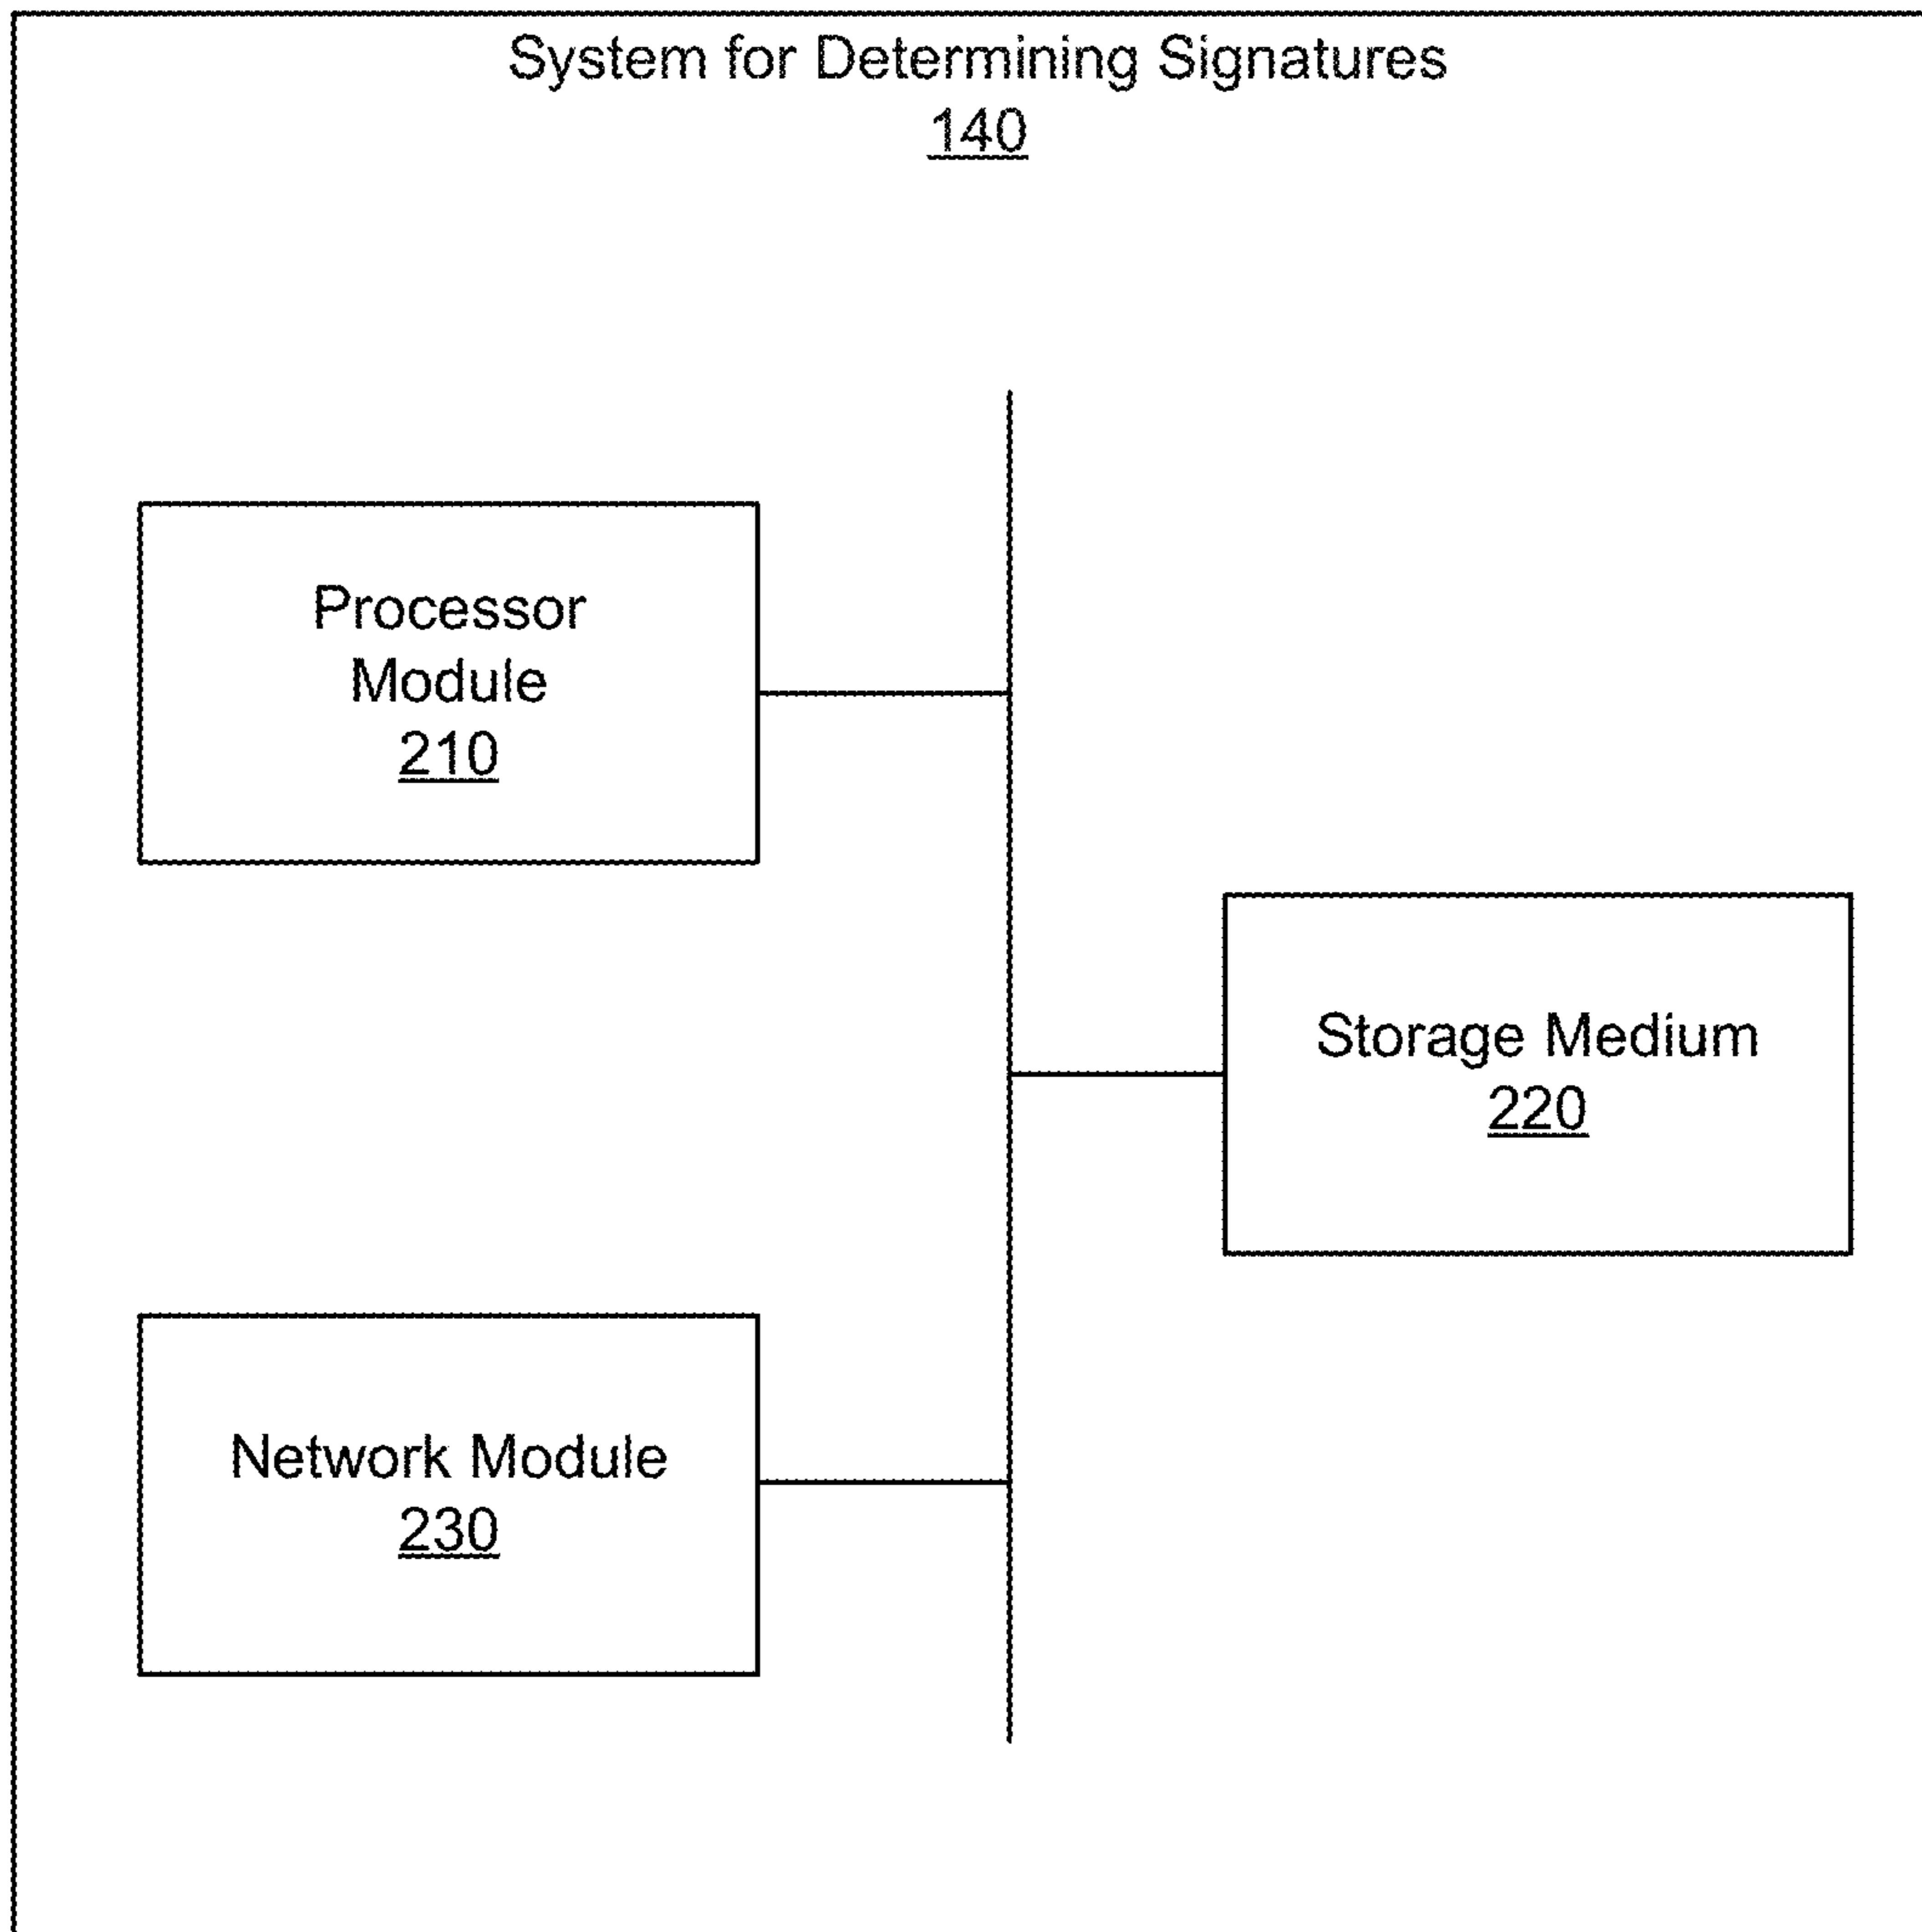 System for Determining Signatures
140
Processor
Module
210
Storage Medium
220
Network Module
230